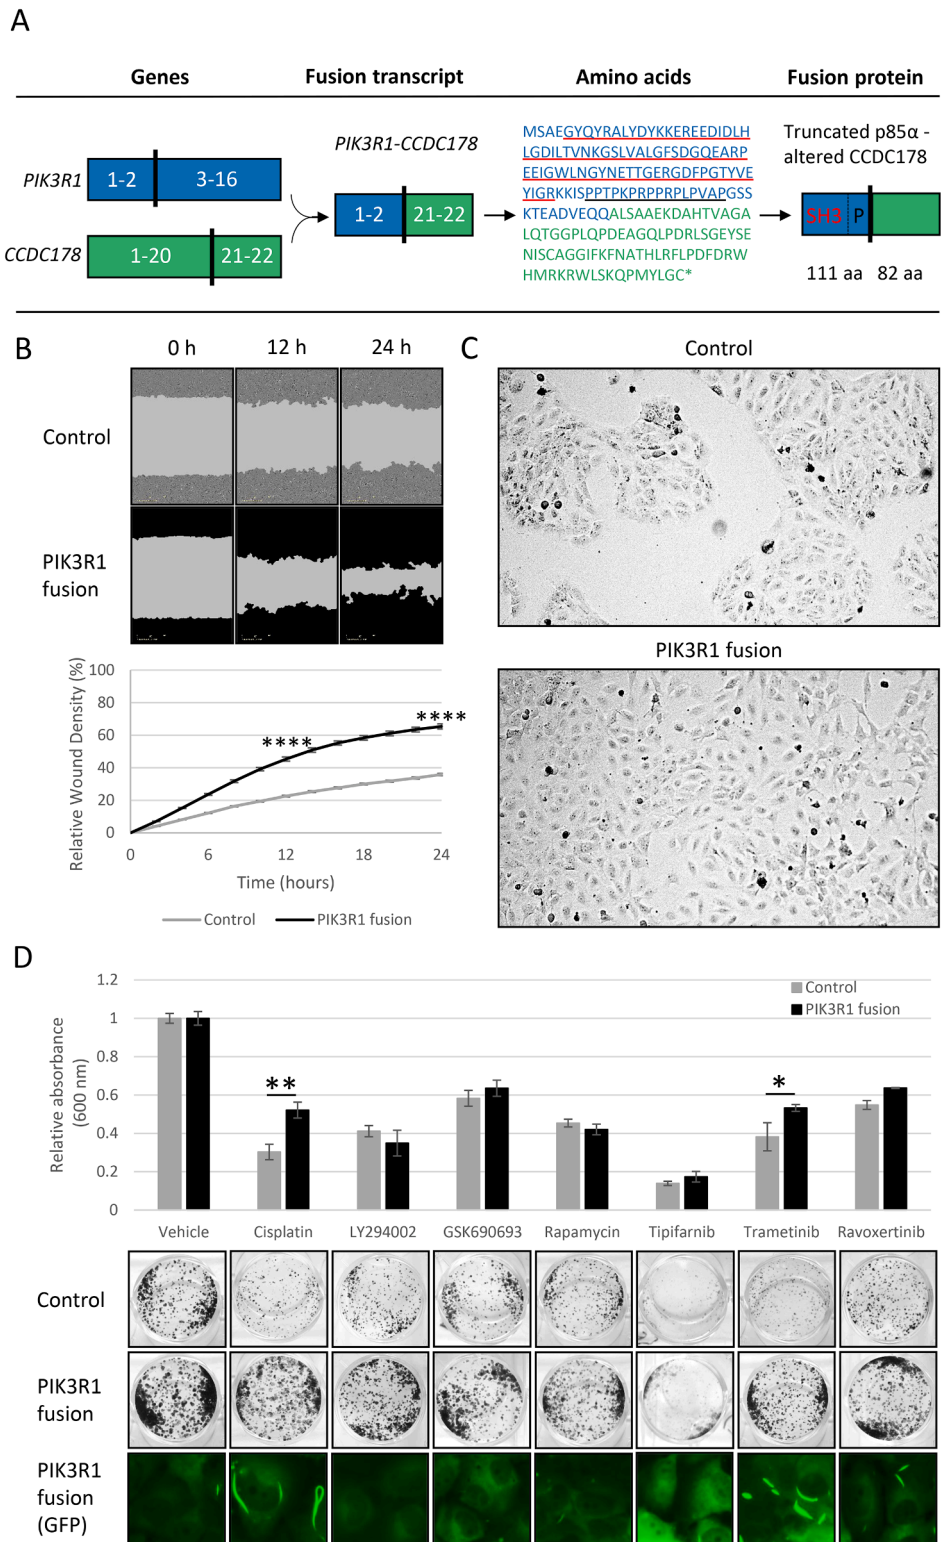 A
Genes
Fusion transcript
Amino acids
Fusion protein
PIK3R1
1-2
3-16
CCDC178
1-20
21-22
PIK3R1-CCDC178
1-2
21-22
MSAEGYQYRALYDYKKEREEDIDLH
LGDILTVNKGSLVALGFSDGQEARP
EEIGWLNGYNETTGERGDFPGTYVE
YIGRKKISPPTPKPRPPRPLPVAPGSS
KTEADVEQQALSAAEKDAHTVAGA
LQTGGPLQPDEAGQLPDRLSGEYSE
NISCAGGIFKFNATHLRFLPDFDRW
HMRKRWLSKQPMYLGC*
Truncated p85α -
altered CCDC178
SH3
P
111 aa
82 aa
B
0 h
12 h
24 h
Control
PIK3R1
fusion
Relative Wound Density (%)
100
80
60
40
20
0
****
****
0
6
12
18
24
Time (hours)
Control
PIK3R1 fusion
C
Control
PIK3R1 fusion
D
Relative absorbance
(600 nm)
1.2
1
0.8
0.6
0.4
0.2
0
**
*
Control
PIK3R1 fusion
Vehicle
Cisplatin
LY294002
GSK690693
Rapamycin
Tipifarnib
Trametinib
Ravoxertinib
Control
PIK3R1
fusion
PIK3R1
fusion
(GFP)